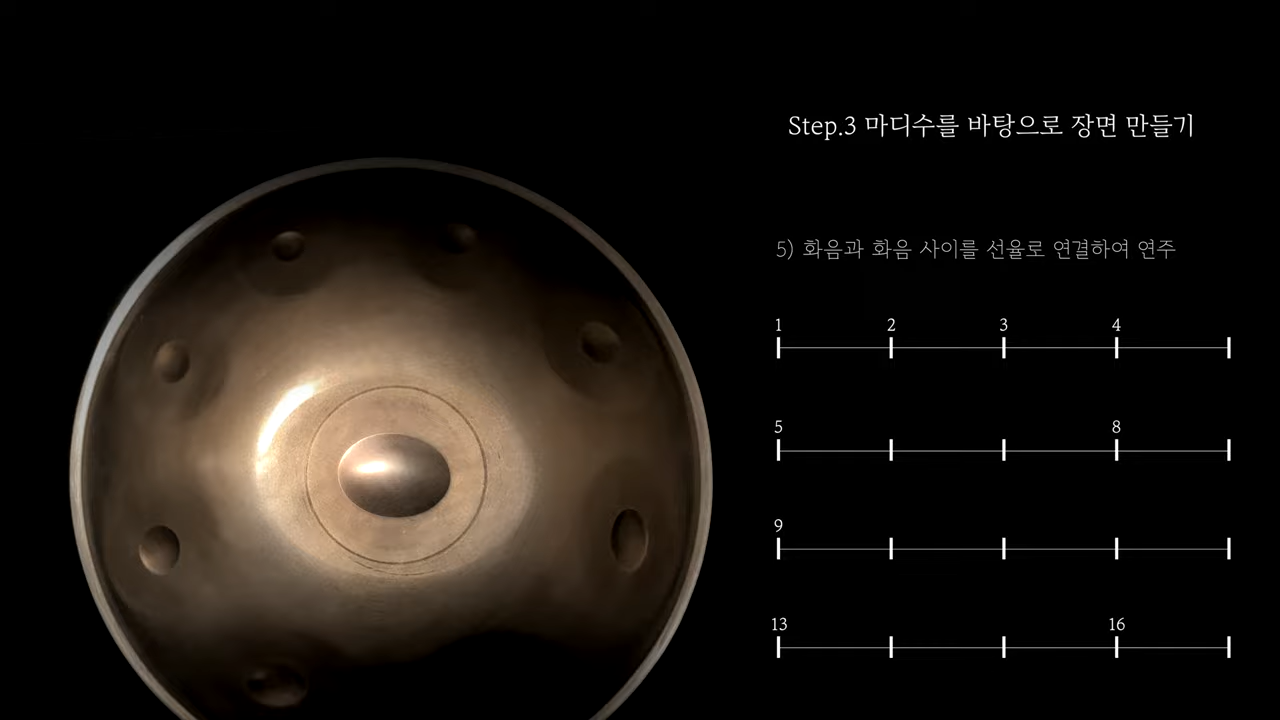 Step.3 마디수를 바탕으로 장면 만들기
5) 화음과 화음 사이를 선율로 연결하여 연주
1 2 3 4
5 8
9
13 16